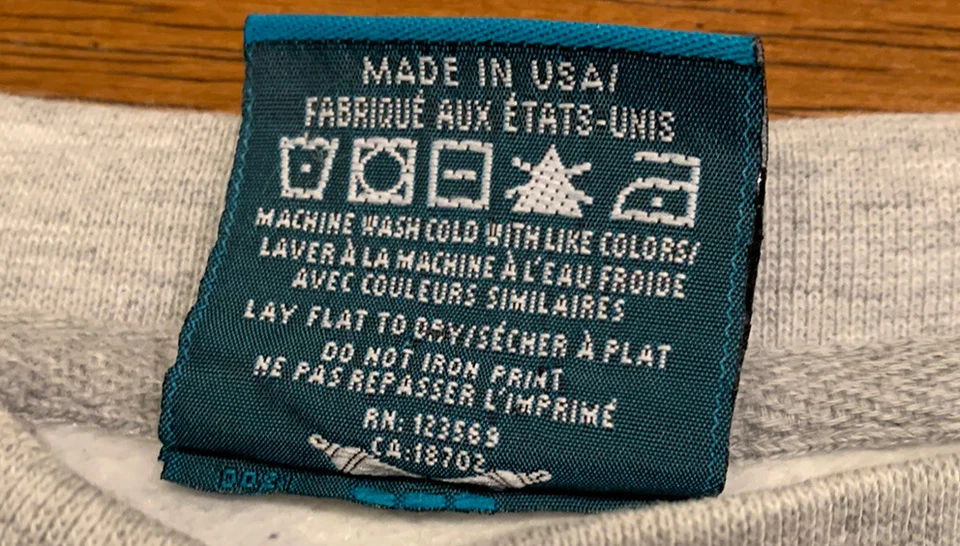 MADE IN USA/
FABRIQUÉ AUX ÉTATS-UNIS
MACHINE WASH COLD WITH LIKE COLORS/
LAVER À LA MACHINE À L'EAU FROIDE
AVEC COULEURS SIMILAIRES
LAY FLAT TO DRY/SÉCHER À PLAT
DO NOT IRON PRINT
NE PAS REPASSER L'IMPRIMÉ
RN: 123569
CA:18702